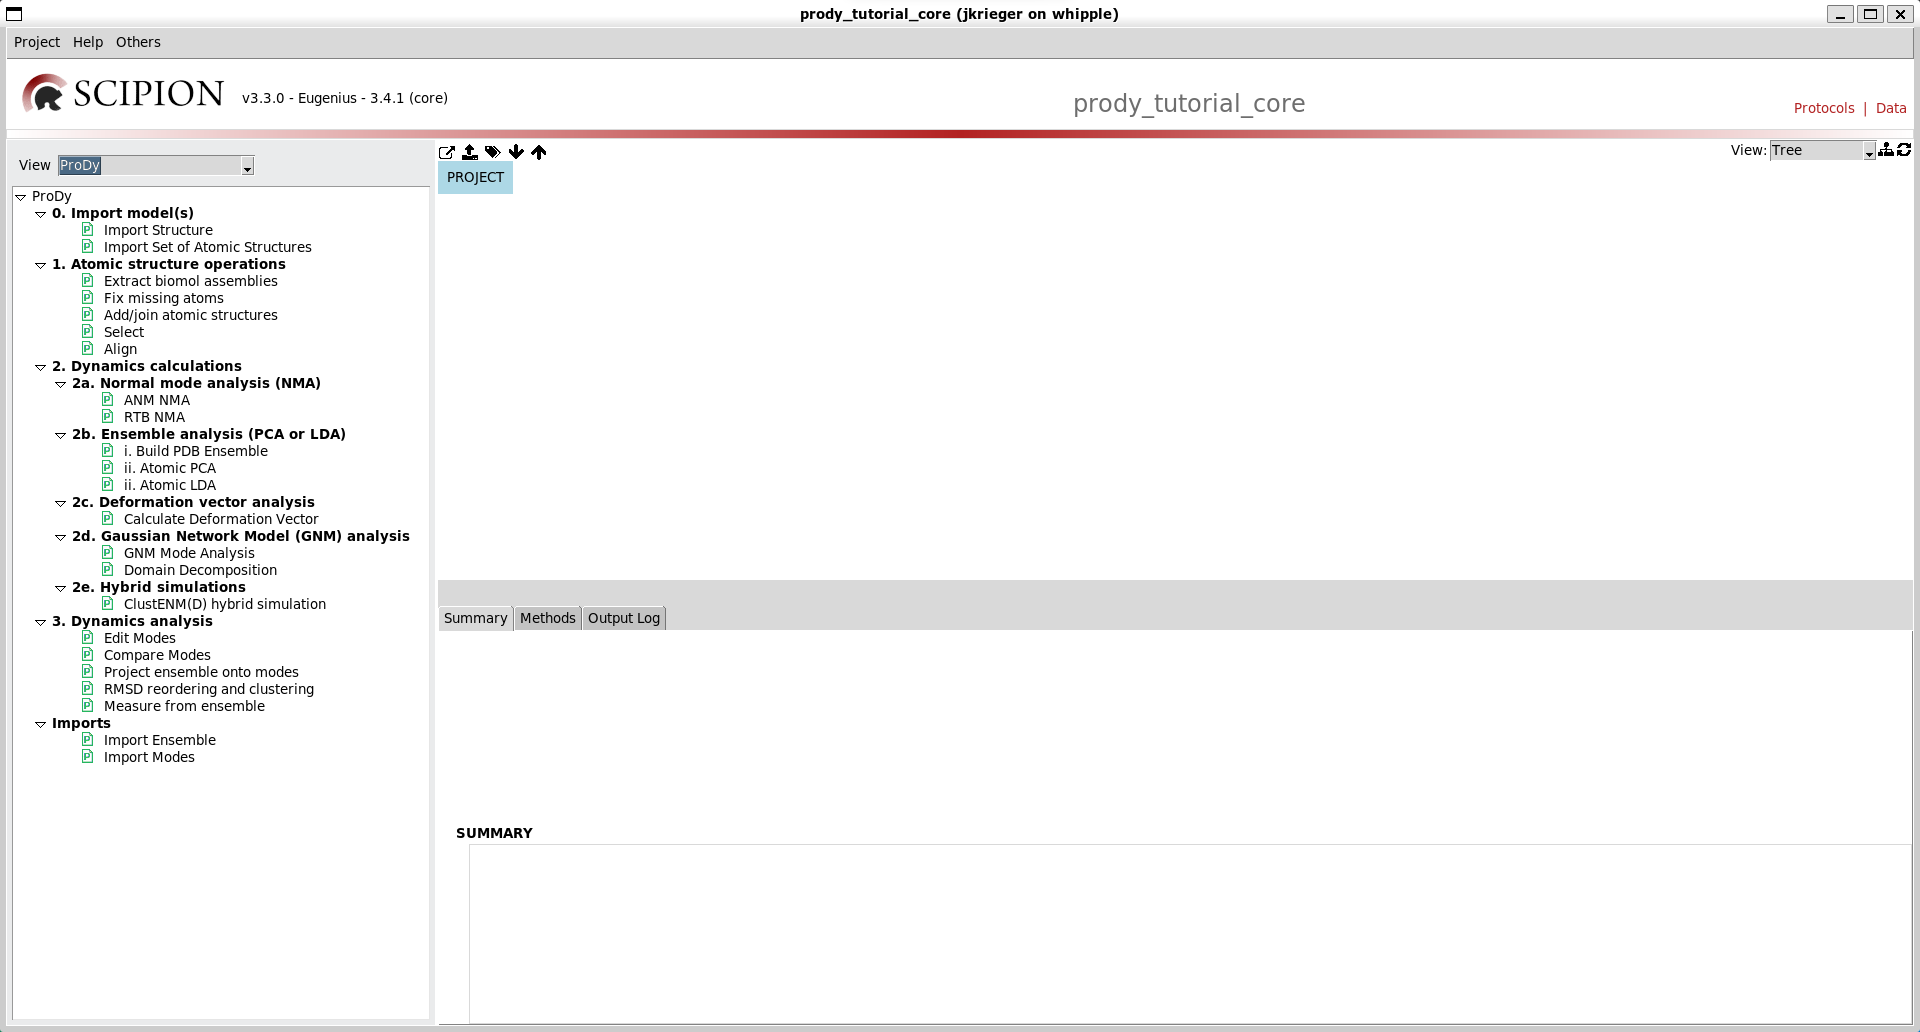 prody_tutorial_core (jkrieger on whipple)
Project Help Others
SCIPION v3.3.0 - Eugenius - 3.4.1 (core)
prody_tutorial_core
Protocols | Data
View ProDy
ProDy
0. Import model(s)
Import Structure
Import Set of Atomic Structures
1. Atomic structure operations
Extract biomol assemblies
Fix missing atoms
Add/join atomic structures
Select
Align
2. Dynamics calculations
2a. Normal mode analysis (NMA)
ANM NMA
RTB NMA
2b. Ensemble analysis (PCA or LDA)
i. Build PDB Ensemble
ii. Atomic PCA
ii. Atomic LDA
2c. Deformation vector analysis
Calculate Deformation Vector
2d. Gaussian Network Model (GNM) analysis
GNM Mode Analysis
Domain Decomposition
2e. Hybrid simulations
ClustENM(D) hybrid simulation
3. Dynamics analysis
Edit Modes
Compare Modes
Project ensemble onto modes
RMSD reordering and clustering
Measure from ensemble
Imports
Import Ensemble
Import Modes
View: Tree
PROJECT
Summary Methods Output Log
SUMMARY